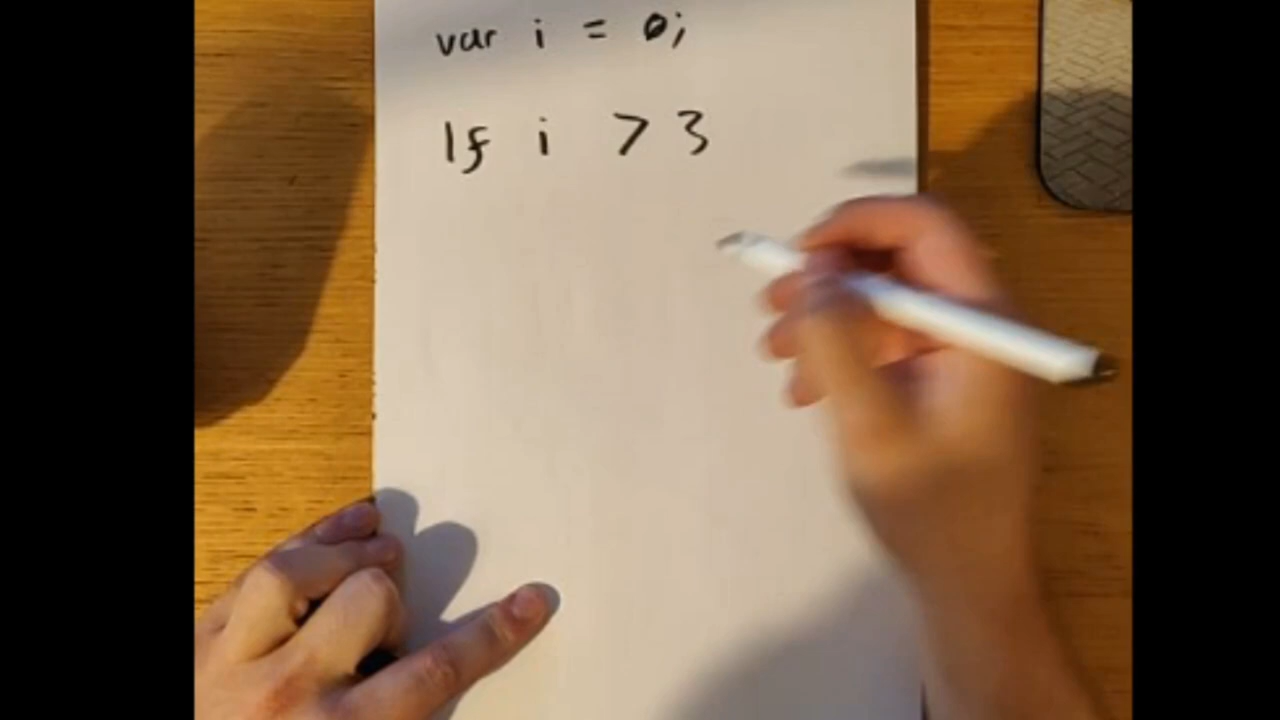 var i = 0;
If i > 3